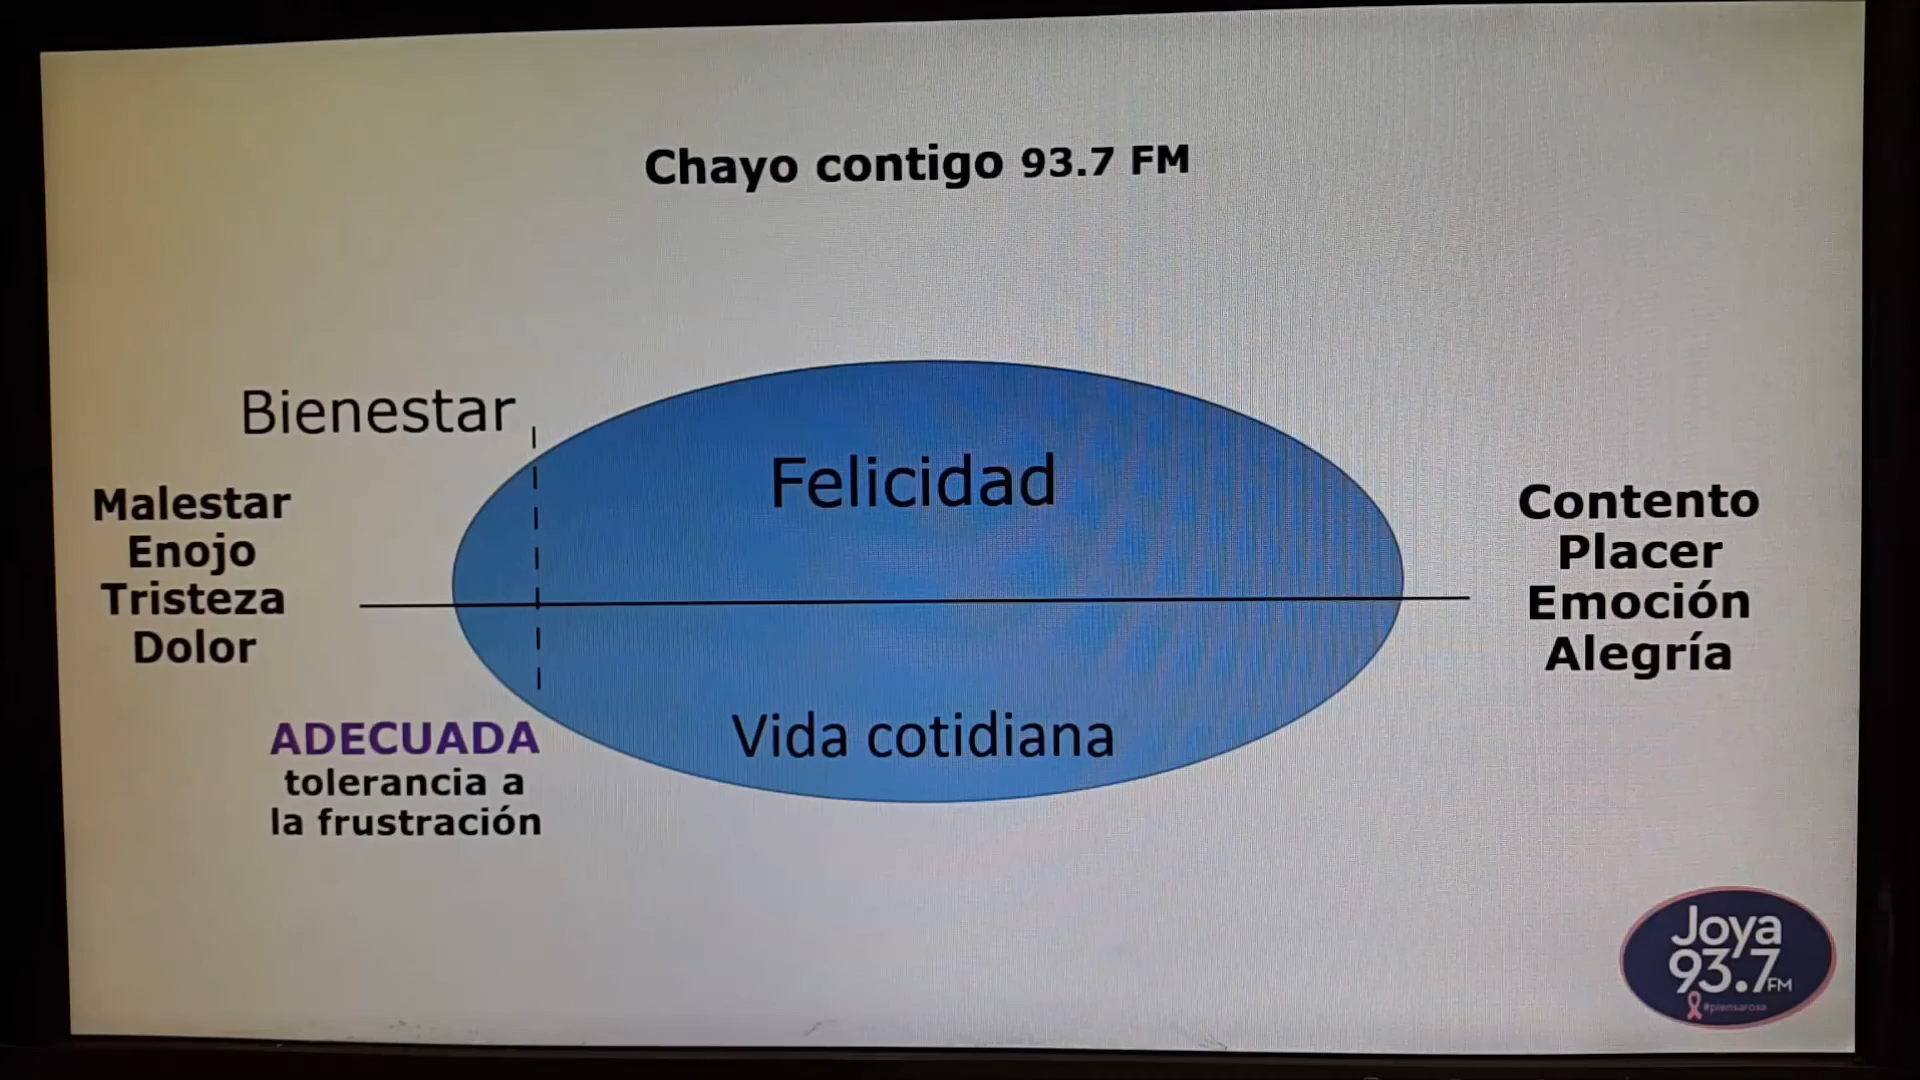 Chayo contigo 93.7 FM
Bienestar
Felicidad
Malestar
Enojo
Tristeza
Dolor
Contento
Placer
Emoción
Alegría
ADECUADA
tolerancia a
la frustración
Vida cotidiana
Joya
93.7 FM
#piensarosa